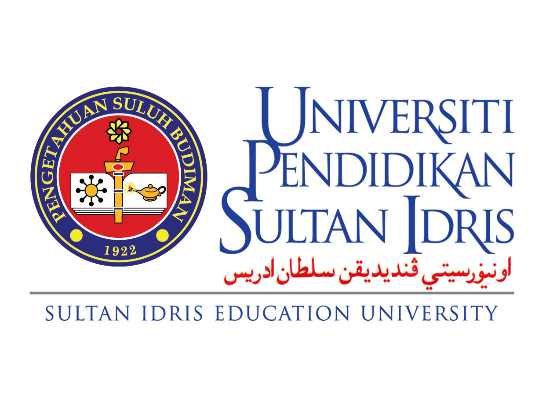 PENGETAHUAN SULUH BUDIMAN
1922
UNIVERSITI
PENDIDIKAN
SULTAN IDRIS
اونيۏرسيتي ڤنديديقن سلطان ادريس
SULTAN IDRIS EDUCATION UNIVERSITY